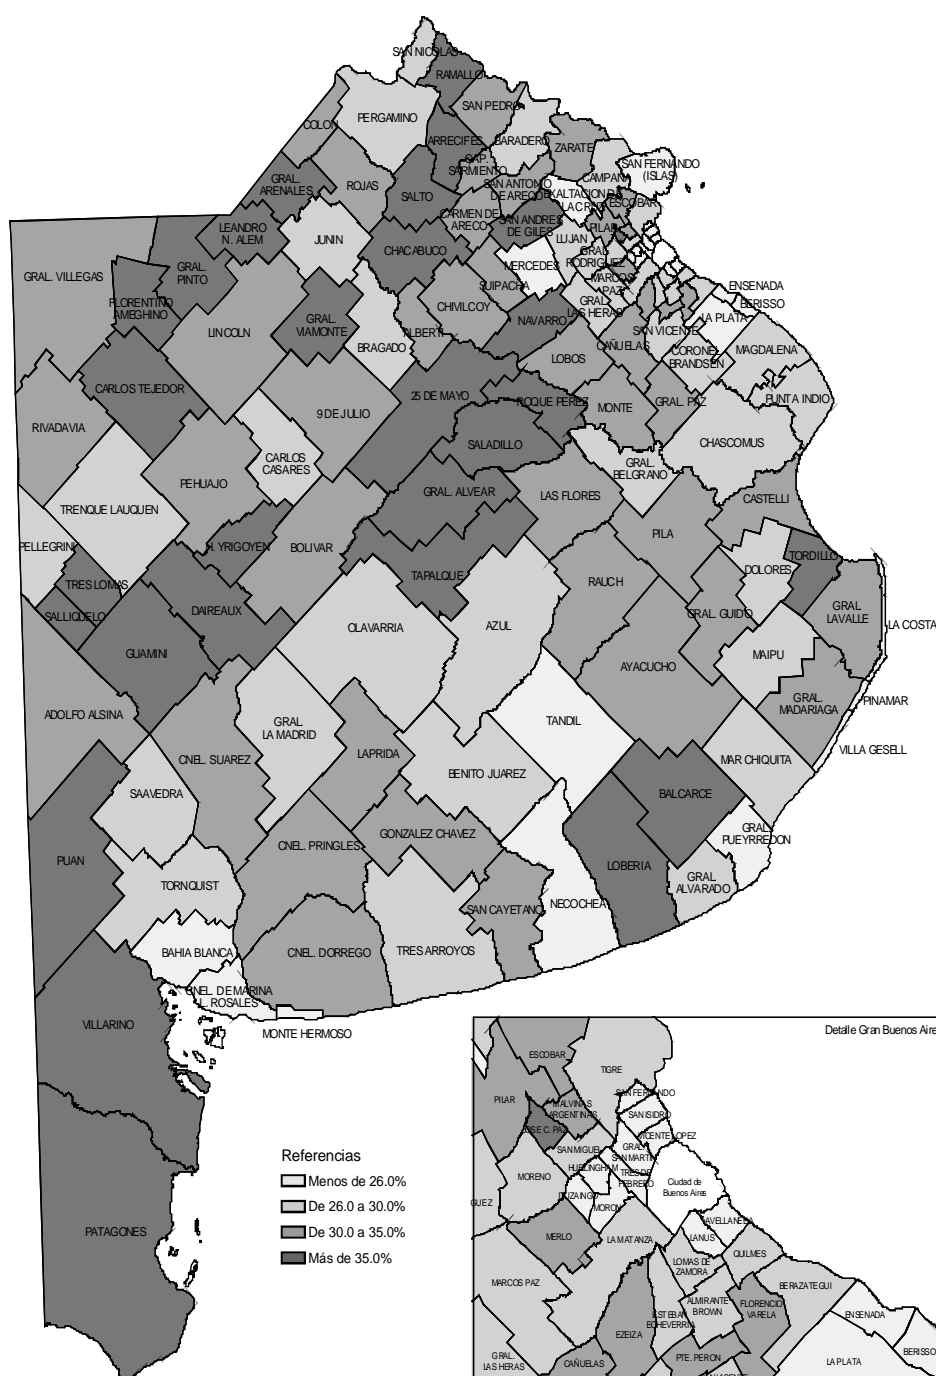 SAN NICOLAS
RAMALLO
PERGAMINO
SAN PEDRO
COLON
ARRECIFES
BARADERO
ZARATE
SAN FERNANDO
(ISLAS)
CAP.
SARMIENTO
CAMPANA
GRAL.
ARENALES
ROJAS
SALTO
SAN ANTONIO
DE ARECO
EXALTACION DE
LA CRUZ
ESCOBAR
CARMEN DE
ARECO
SAN ANDRES
DE GILES
PILAR
LEANDRO
N. ALEM
JUNIN
CHACABUCO
LUJAN
GRAL.
RODRIGUEZ
MERCEDES
GRAL. VILLEGAS
GRAL.
PINTO
SUIPACHA
MARCOS
PAZ
ENSENADA
BERISSO
FLORENTINO
AMEGHINO
CHIVILCOY
GRAL.
LAS HERAS
LA PLATA
LINCOLN
GRAL.
VIAMONTE
ALBERTI
NAVARRO
SAN VICENTE
BRAGADO
CAÑUELAS
CORONEL
BRANDSEN
MAGDALENA
LOBOS
CARLOS TEJEDOR
25 DE MAYO
ROQUE PEREZ
MONTE
GRAL. PAZ
PUNTA INDIO
RIVADAVIA
9 DE JULIO
SALADILLO
CHASCOMUS
CARLOS
CASARES
GRAL.
BELGRANO
PEHUAJO
GRAL. ALVEAR
LAS FLORES
CASTELLI
TRENQUE LAUQUEN
PILA
PELLEGRINI
H. YRIGOYEN
BOLIVAR
TORDILLO
DOLORES
TRES LOMAS
TAPALQUE
RAUCH
SALLIQUELO
DAIREAUX
GRAL. GUIDO
GRAL
LAVALLE
LA COSTA
GUAMINI
OLAVARRIA
AZUL
MAIPU
AYACUCHO
ADOLFO ALSINA
GRAL.
MADARIAGA
PINAMAR
GRAL
LA MADRID
TANDIL
CNEL. SUAREZ
LAPRIDA
MAR CHIQUITA
VILLA GESELL
BENITO JUAREZ
SAAVEDRA
BALCARCE
GONZALEZ CHAVEZ
GRAL.
PUEYRREDON
PUAN
CNEL. PRINGLES
LOBERIA
TORNQUIST
GRAL
ALVARADO
SAN CAYETANO
NECOCHEA
BAHIA BLANCA
CNEL. DORREGO
TRES ARROYOS
CNEL. DE MARINA
L. ROSALES
MONTE HERMOSO
VILLARINO
PATAGONES
Referencias
Menos de 26.0%
De 26.0 a 30.0%
De 30.0 a 35.0%
Más de 35.0%
Detalle Gran Buenos Aire
ESCOBAR
TIGRE
PILAR
SAN FERNANDO
MALVINAS
ARGENTINAS
SAN ISIDRO
JOSE C. PAZ
VICENTE LOPEZ
SAN MIGUEL
GRAL.
SAN MARTIN
HURLINGHAM
MORENO
TRES DE
FEBRERO
Ciudad de
Buenos Aires
GUEZ
ITUZAINGO
MORON
AVELLANEDA
MERLO
LA MATANZA
LANUS
QUILMES
LOMAS DE
ZAMORA
MARCOS PAZ
BERAZATEGUI
ALMIRANTE
BROWN
FLORENCIO
VARELA
ESTEBAN
ECHEVERRIA
ENSENADA
EZEIZA
BERISSO
GRAL.
LAS HERAS
CAÑUELAS
PTE. PERON
LA PLATA